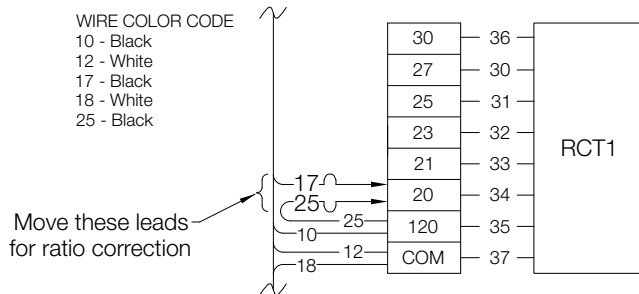 WIRE COLOR CODE
10 - Black
12 - White
17 - Black
18 - White
25 - Black
Move these leads
for ratio correction
30 36
27 30
25 31
23 32
21 33
17 20 34
25
25 120 35
10
12 COM 37
18
RCT1